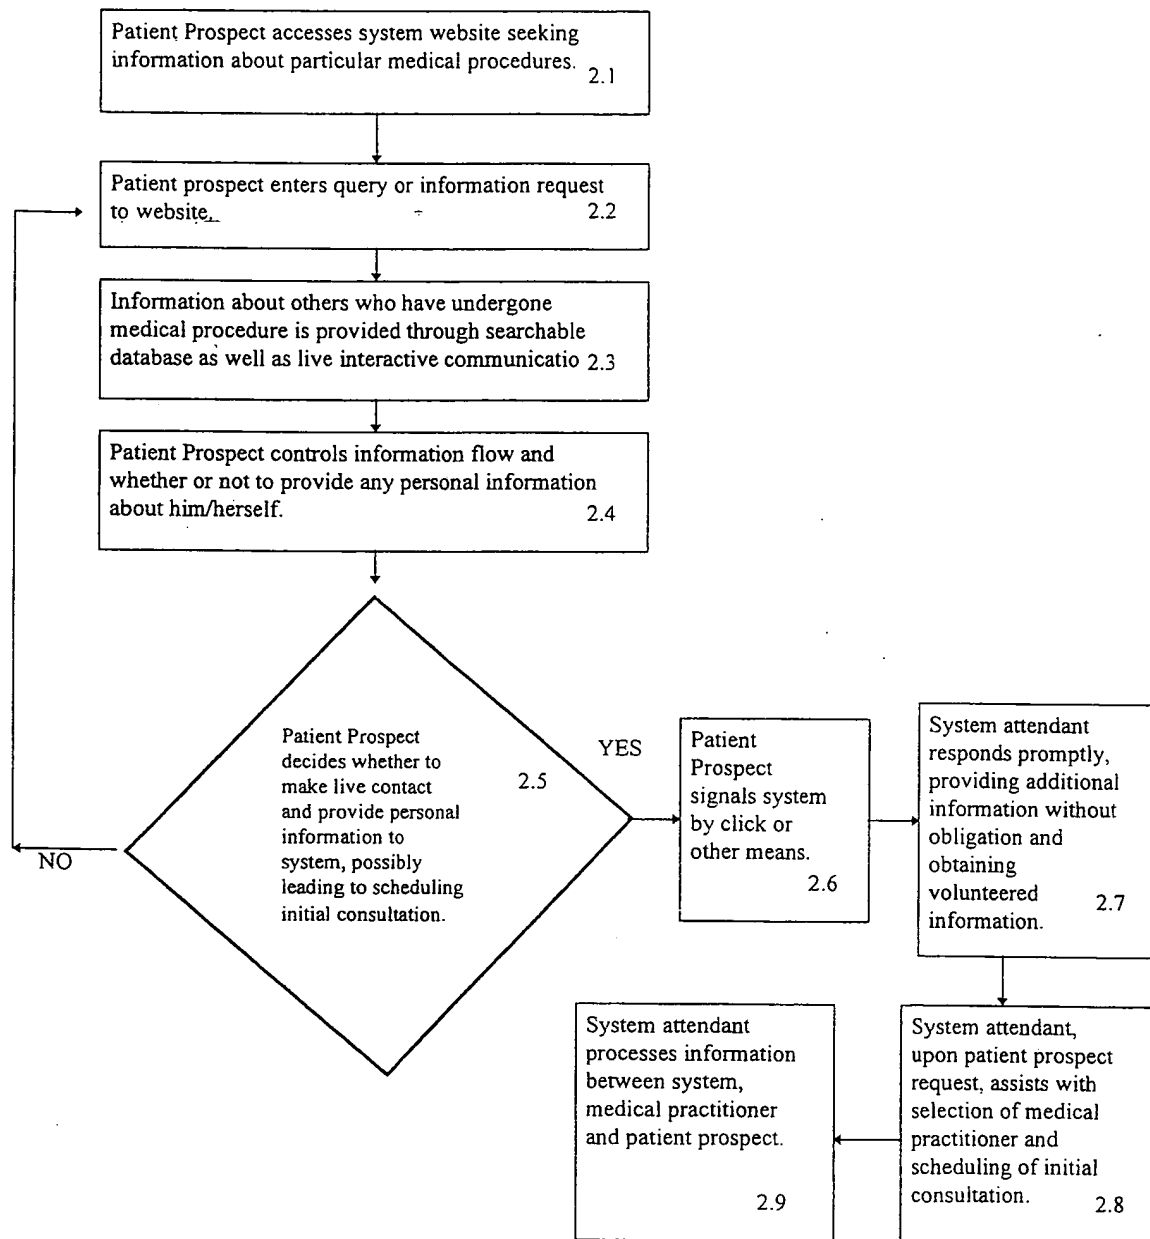 Patient Prospect accesses system website seeking
information about particular medical procedures.
2.1
Patient prospect enters query or information request
to website.
2.2
Information about others who have undergone
medical procedure is provided through searchable
database as well as live interactive communicatio 2.3
Patient Prospect controls information flow and
whether or not to provide any personal information
about him/herself.
2.4
Patient Prospect
decides whether to
make live contact
and provide personal
information to
system, possibly
leading to scheduling
initial consultation.
2.5
YES
NO
Patient
Prospect
signals system
by click or
other means.
2.6
System attendant
responds promptly,
providing additional
information without
obligation and
obtaining
volunteered
information.
2.7
System attendant,
upon patient prospect
request, assists with
selection of medical
practitioner and
scheduling of initial
consultation.
2.8
System attendant
processes information
between system,
medical practitioner
and patient prospect.
2.9